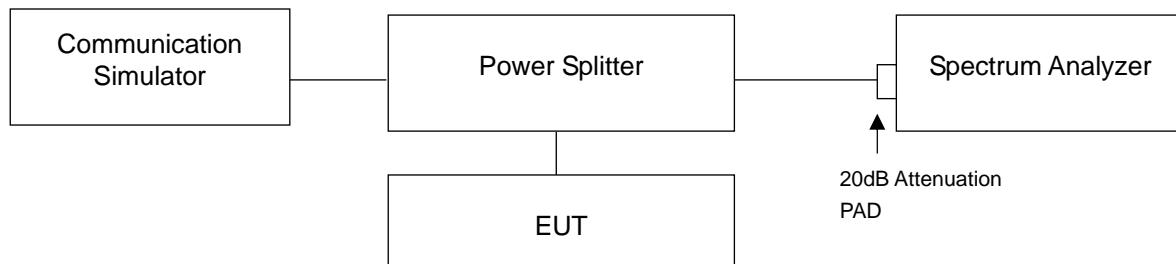 Communication
Simulator
Power Splitter
Spectrum Analyzer
20dB Attenuation
PAD
EUT